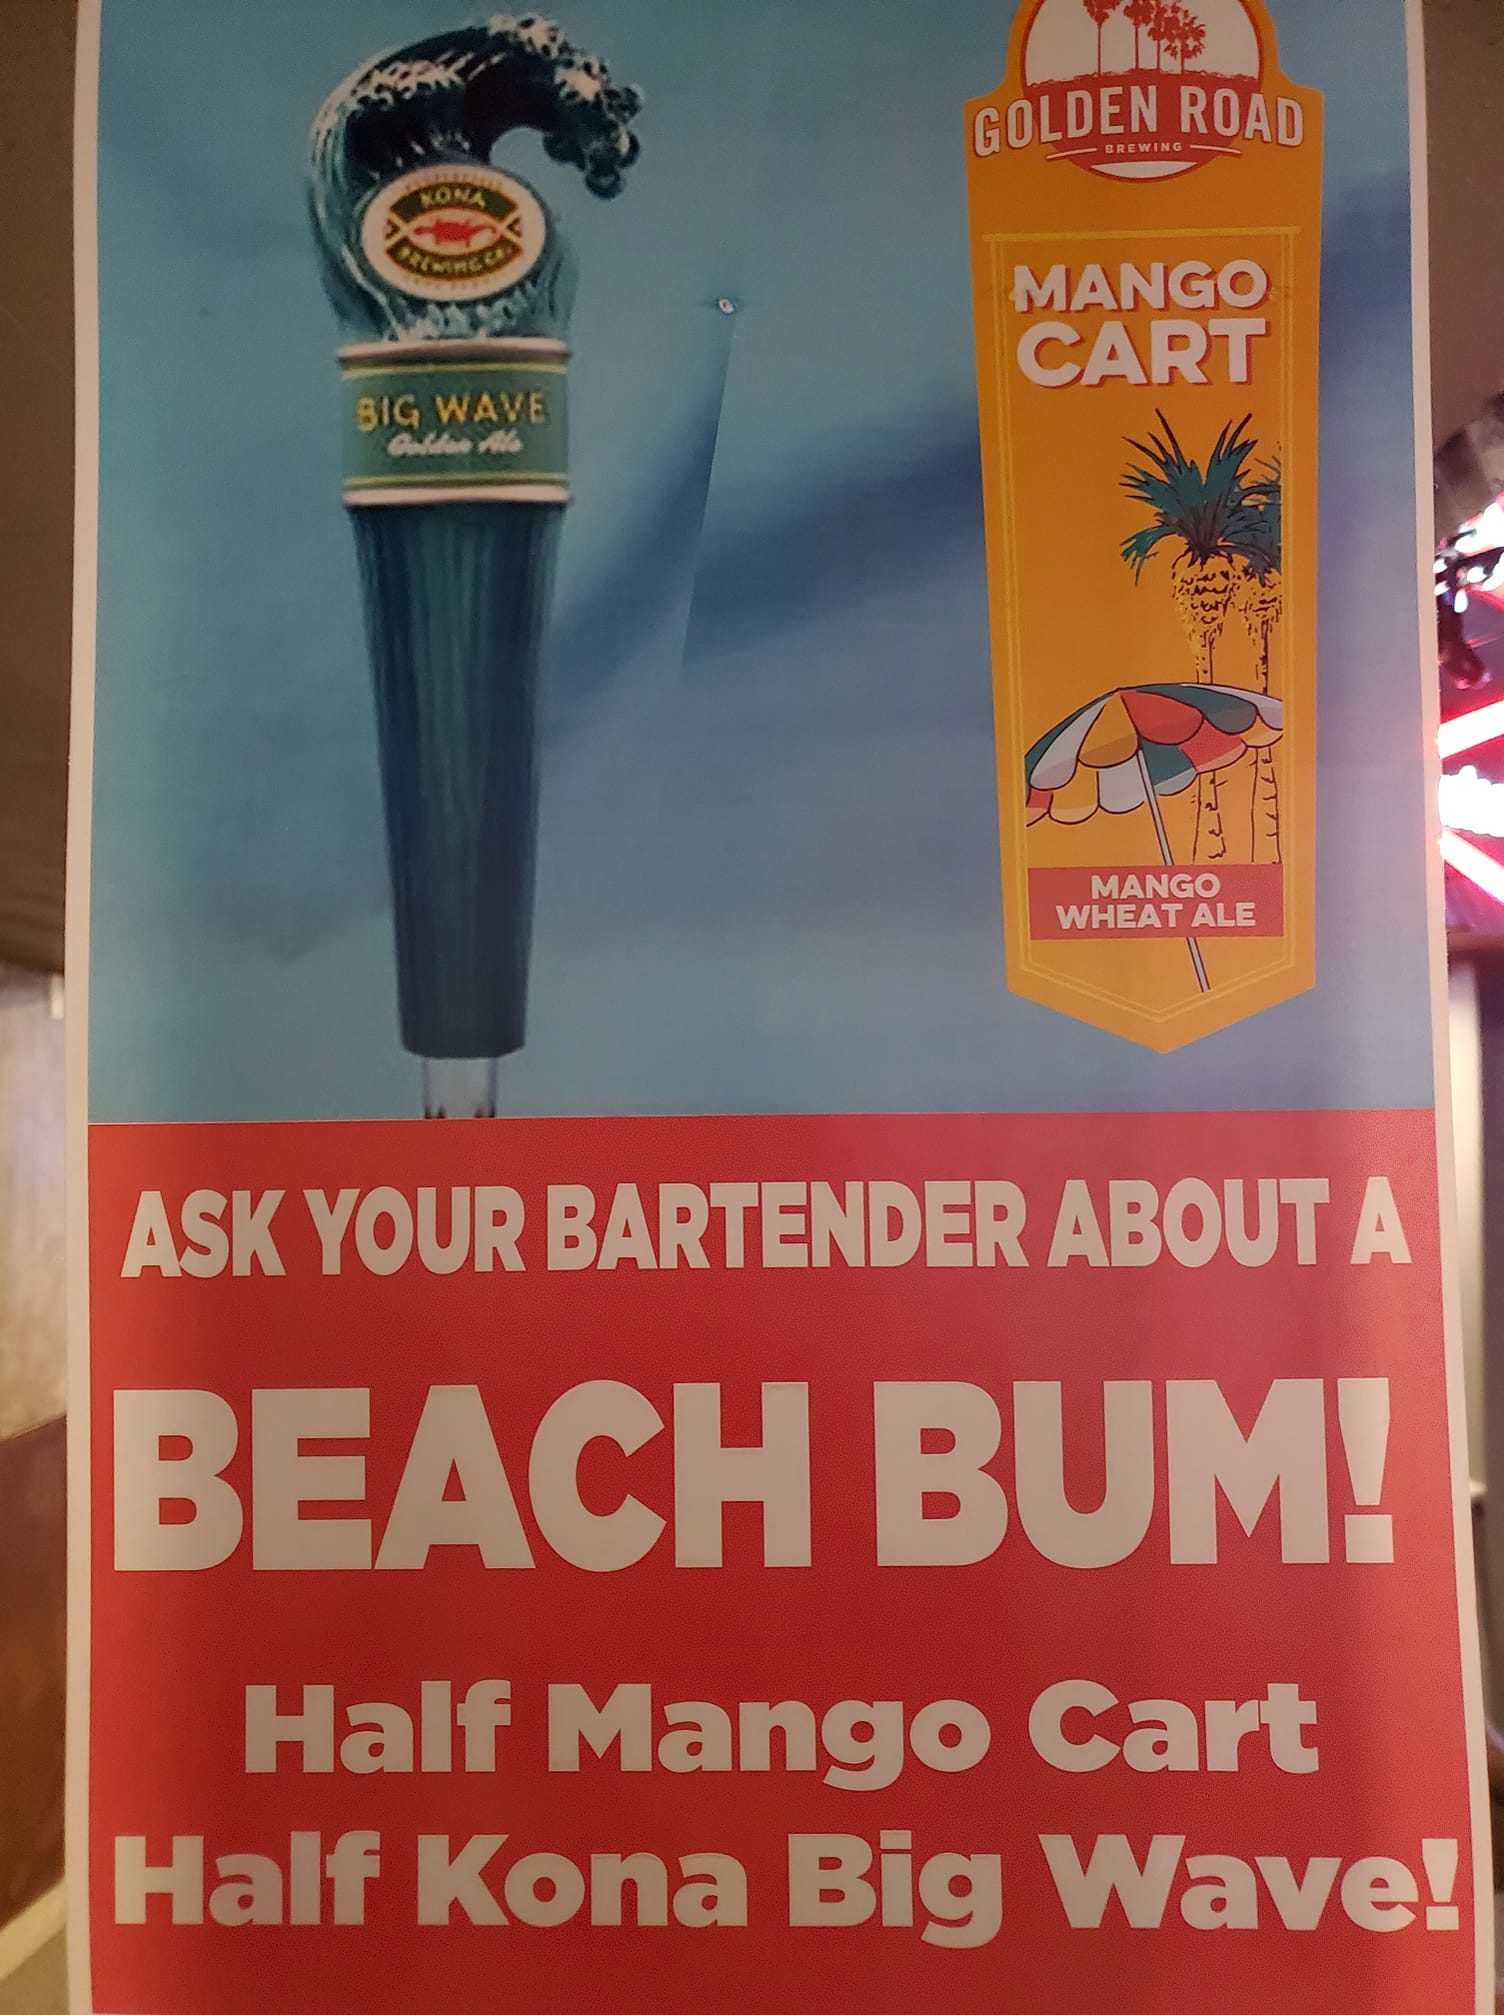 KONA
BREWING CO.
BIG WAVE
Golden Ale
GOLDEN ROAD
BREWING
MANGO
CART
MANGO
WHEAT ALE
ASK YOUR BARTENDER ABOUT A
BEACH BUM!
Half Mango Cart
Half Kona Big Wave!